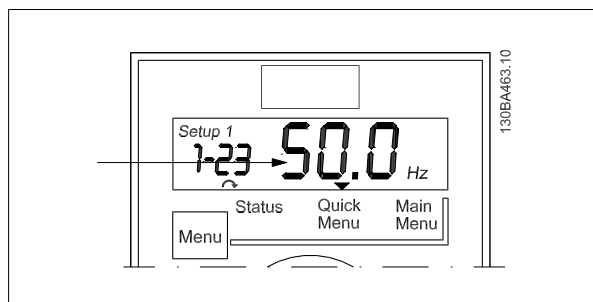 130BA463.10
Setup 1
1-23 50.0 Hz
Status Quick Menu Main Menu
Menu